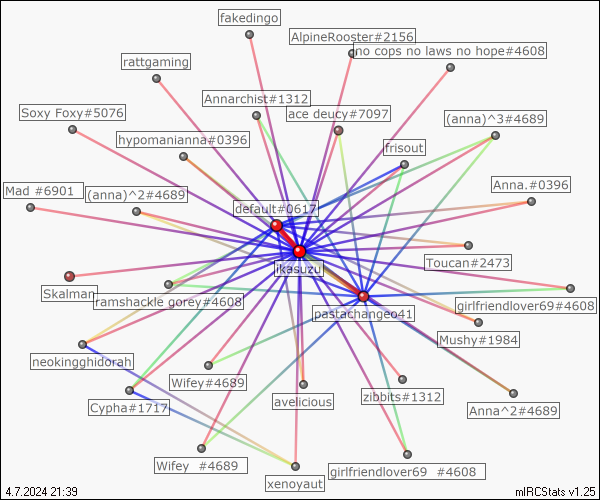 fakedingo
AlpineRooster#2156
no cops no laws no hope#4608
rattgaming
Annarchist#1312
ace deucy#7097
Soxy Foxy#5076
(anna)^3#4689
hypomanianna#0396
frisout
Mad #6901
(anna)^2#4689
Anna.#0396
default#0617
Toucan#2473
ikasuzu
Skalman
ramshackle gorey#4608
girlfriendlover69#4608
pastachangeo41
Mushy#1984
neokingghidorah
Wifey#4689
avelicious
zibbits#1312
Cypha#1717
Anna^2#4689
Wifey #4689
girlfriendlover69 #4608
xenoyaut
4.7.2024 21:39
mIRCStats v1.25